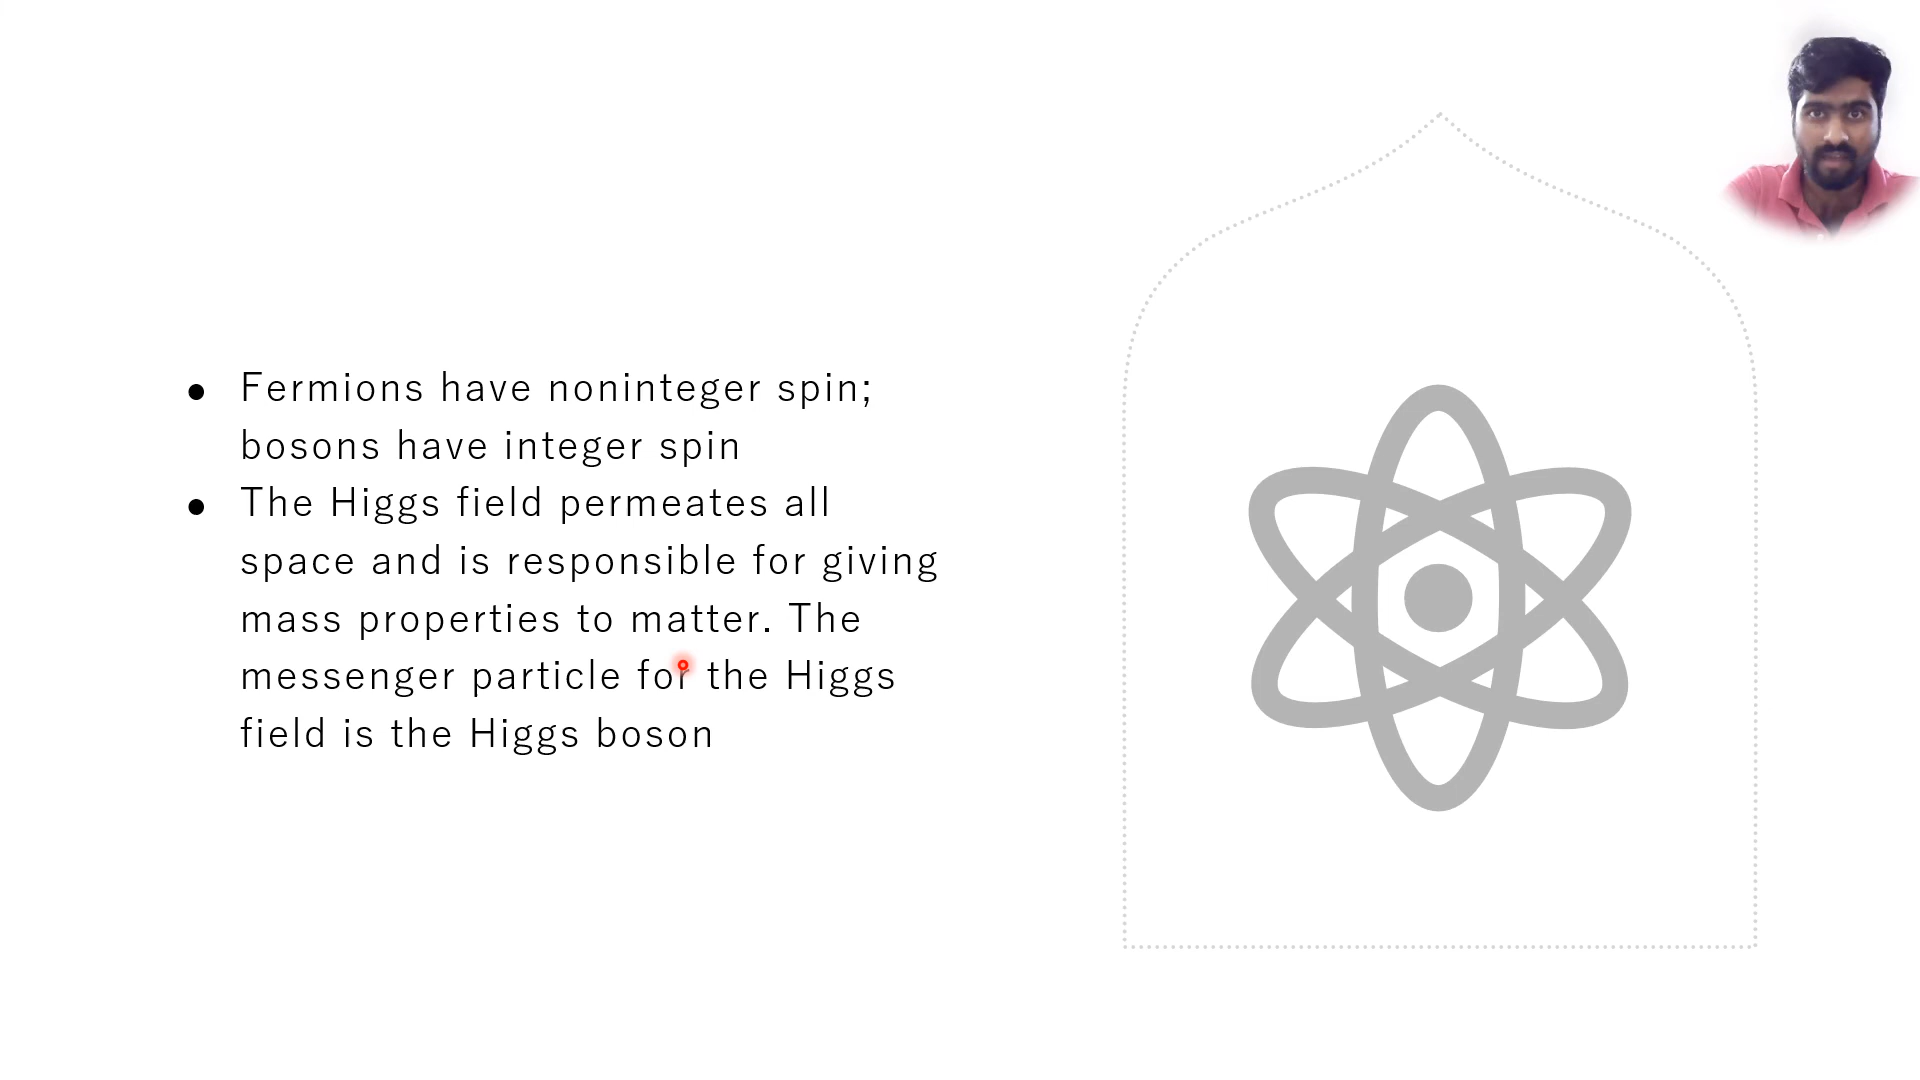 ● Fermions have noninteger spin;
bosons have integer spin
● The Higgs field permeates all
space and is responsible for giving
mass properties to matter. The
messenger particle for the Higgs
field is the Higgs boson